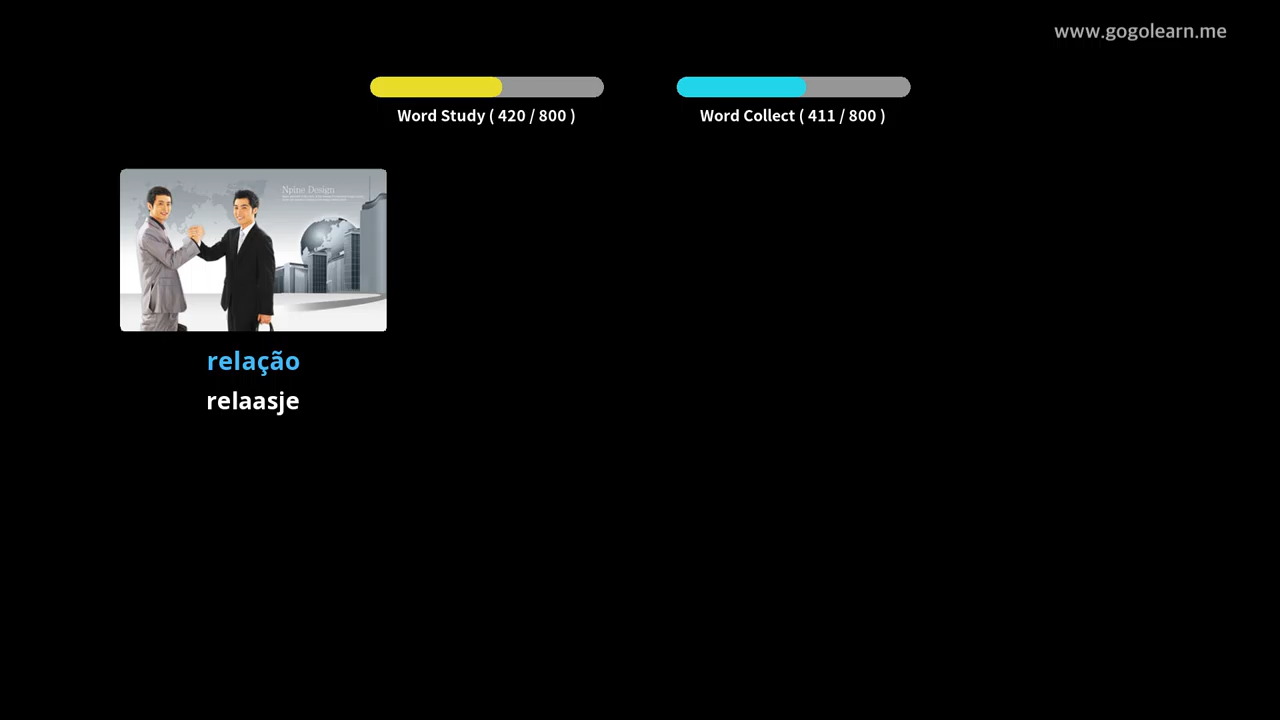 www.gogolearn.me
Word Study ( 420 / 800 )
Word Collect ( 411 / 800 )
Npine Design
relação
relaasje